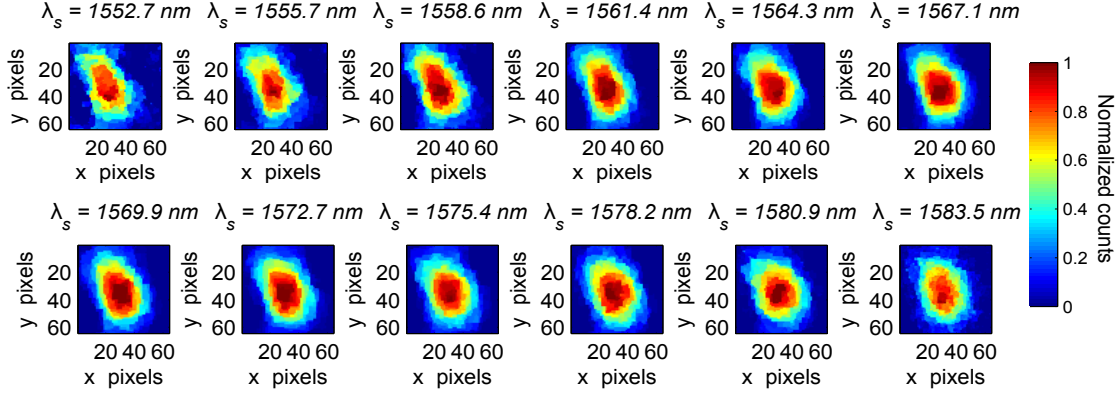 λs = 1552.7 nm λs = 1555.7 nm λs = 1558.6 nm λs = 1561.4 nm λs = 1564.3 nm λs = 1567.1 nm
y pixels
20
40
60
y pixels
20
40
60
y pixels
20
40
60
y pixels
20
40
60
y pixels
20
40
60
y pixels
20
40
60
20 40 60 20 40 60 20 40 60 20 40 60 20 40 60 20 40 60
x pixels x pixels x pixels x pixels x pixels x pixels
λs = 1569.9 nm λs = 1572.7 nm λs = 1575.4 nm λs = 1578.2 nm λs = 1580.9 nm λs = 1583.5 nm
y pixels
20
40
60
y pixels
20
40
60
y pixels
20
40
60
y pixels
20
40
60
y pixels
20
40
60
y pixels
20
40
60
20 40 60 20 40 60 20 40 60 20 40 60 20 40 60 20 40 60
x pixels x pixels x pixels x pixels x pixels x pixels
1
0.8
0.6
0.4
0.2
0
Normalized counts